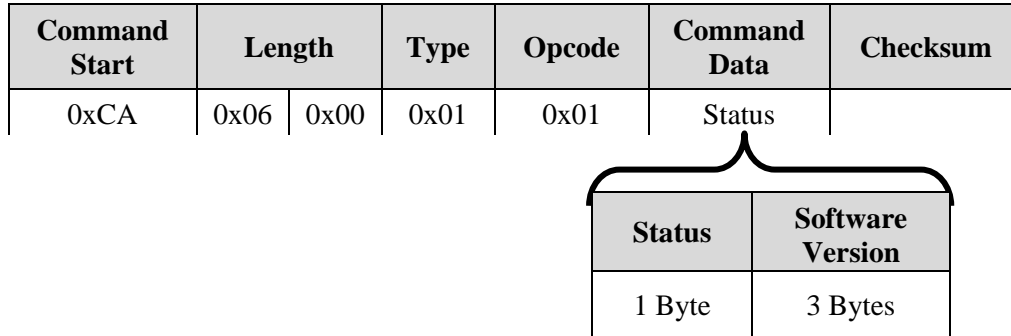 Command Start Length Type Opcode Command Data Checksum
0xCA 0x06 0x00 0x01 0x01 Status
Status Software Version
1 Byte 3 Bytes